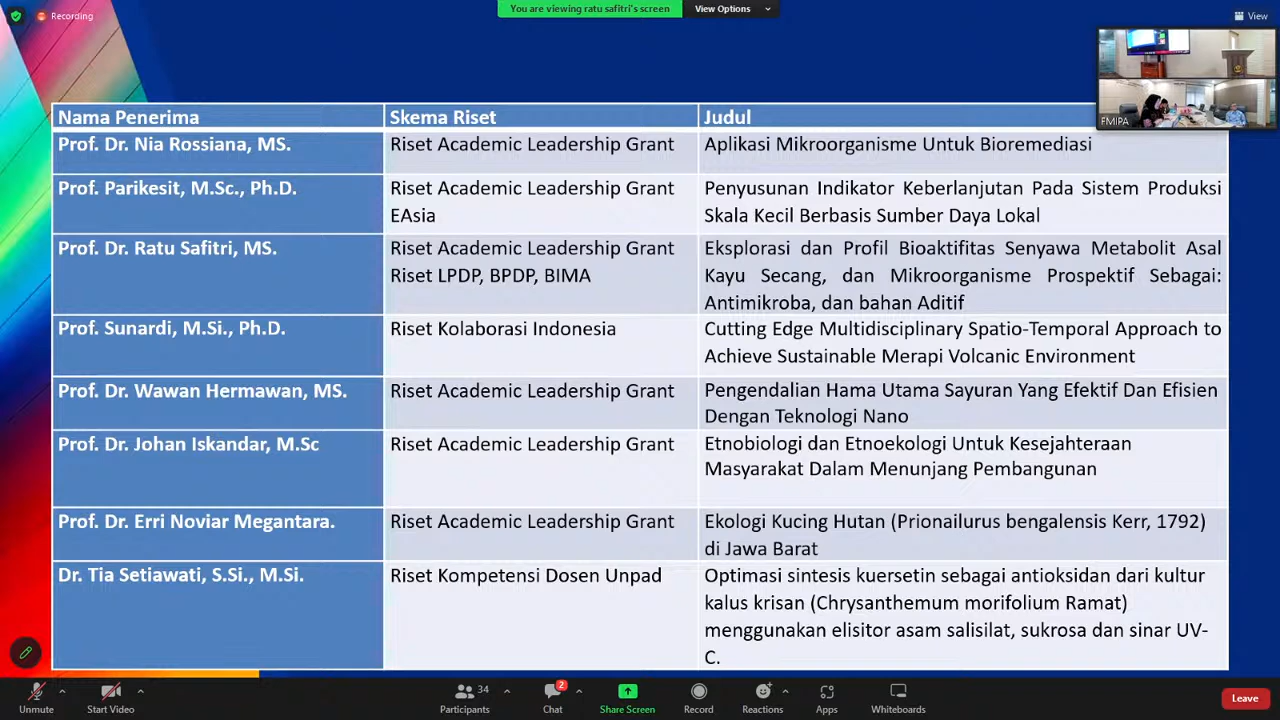 Recording
You are viewing ratu safitri's screen
View Options
View
FMIPA
Nama Penerima
Skema Riset
Judul
Prof. Dr. Nia Rossiana, MS.
Riset Academic Leadership Grant
Aplikasi Mikroorganisme Untuk Bioremediasi
Prof. Parikesit, M.Sc., Ph.D.
Riset Academic Leadership Grant
EAsia
Penyusunan Indikator Keberlanjutan Pada Sistem Produksi
Skala Kecil Berbasis Sumber Daya Lokal
Prof. Dr. Ratu Safitri, MS.
Riset Academic Leadership Grant
Riset LPDP, BPDP, BIMA
Eksplorasi dan Profil Bioaktifitas Senyawa Metabolit Asal
Kayu Secang, dan Mikroorganisme Prospektif Sebagai:
Antimikroba, dan bahan Aditif
Prof. Sunardi, M.Si., Ph.D.
Riset Kolaborasi Indonesia
Cutting Edge Multidisciplinary Spatio-Temporal Approach to
Achieve Sustainable Merapi Volcanic Environment
Prof. Dr. Wawan Hermawan, MS.
Riset Academic Leadership Grant
Pengendalian Hama Utama Sayuran Yang Efektif Dan Efisien
Dengan Teknologi Nano
Prof. Dr. Johan Iskandar, M.Sc
Riset Academic Leadership Grant
Etnobiologi dan Etnoekologi Untuk Kesejahteraan
Masyarakat Dalam Menunjang Pembangunan
Prof. Dr. Erri Noviar Megantara.
Riset Academic Leadership Grant
Ekologi Kucing Hutan (Prionailurus bengalensis Kerr, 1792)
di Jawa Barat
Dr. Tia Setiawati, S.Si., M.Si.
Riset Kompetensi Dosen Unpad
Optimasi sintesis kuersetin sebagai antioksidan dari kultur
kalus krisan (Chrysanthemum morifolium Ramat)
menggunakan elisitor asam salisilat, sukrosa dan sinar UV-
C.
Unmute
Start Video
34
Participants
2
Chat
Share Screen
Record
Reactions
Apps
Whiteboards
Leave